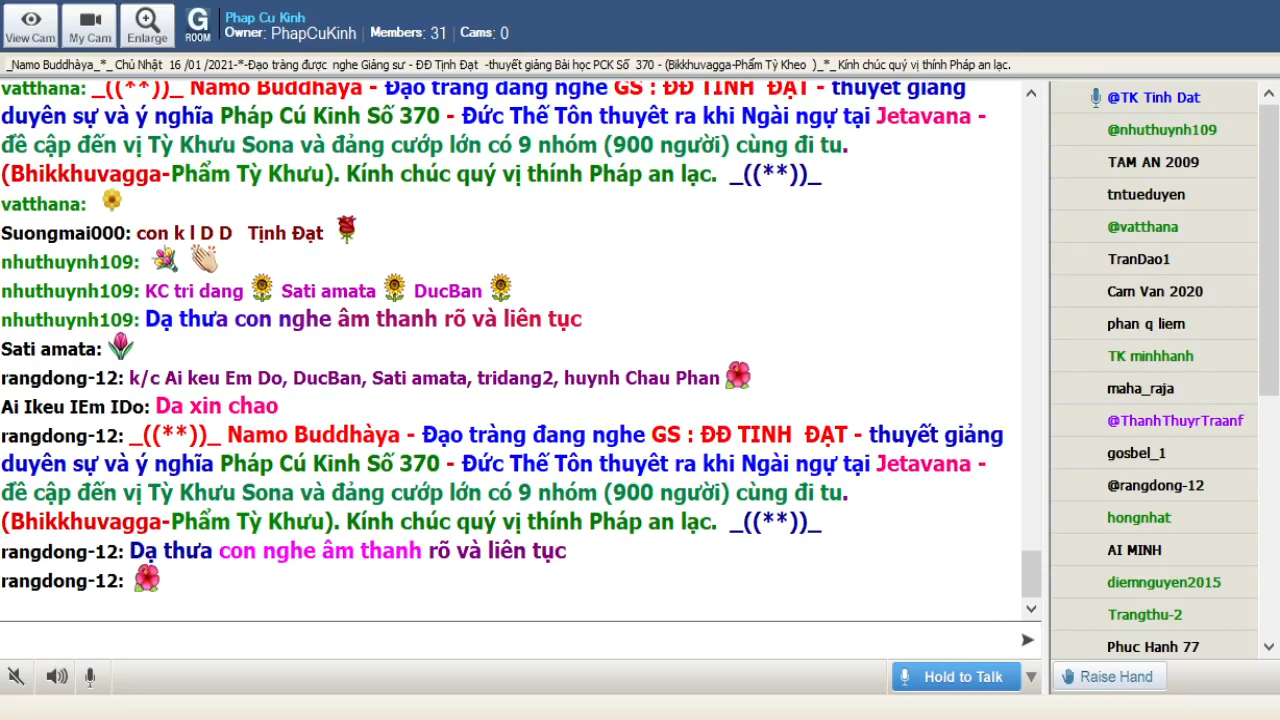 View Cam
My Cam
Enlarge
G
ROOM
Phap Cu Kinh
Owner: PhapCuKinh | Members: 31 | Cams: 0
_Namo Buddhàya_*_ Chủ Nhật 16 /01 /2021-*-Đạo tràng được nghe Giảng sư - ĐĐ Tịnh Đạt -thuyết giảng Bài học PCK Số 370 - (Bikkhuvagga-Phẩm Tỳ Kheo )_*_Kính chúc quý vị thính Pháp an lạc.
vatthana: _((**))_ Namo Buddhàya - Đạo tràng đang nghe GS : ĐĐ TINH ĐẠT - thuyết giảng
duyên sự và ý nghĩa Pháp Cú Kinh Số 370 - Đức Thế Tôn thuyết ra khi Ngài ngự tại Jetavana -
đề cập đến vị Tỳ Khưu Sona và đảng cướp lớn có 9 nhóm (900 người) cùng đi tu.
(Bhikkhuvagga-Phẩm Tỳ Khưu). Kính chúc quý vị thính Pháp an lạc. _((**))_
vatthana:
Suongmai000: con k l D D Tịnh Đạt
nhuthuynh109:
nhuthuynh109: KC tri dang Sati amata DucBan
nhuthuynh109: Dạ thưa con nghe âm thanh rõ và liên tục
Sati amata:
rangdong-12: k/c Ai keu Em Do, DucBan, Sati amata, tridang2, huynh Chau Phan
Ai Ikeu IEm IDo: Da xin chao
rangdong-12: _((**))_ Namo Buddhàya - Đạo tràng đang nghe GS : ĐĐ TINH ĐẠT - thuyết giảng
duyên sự và ý nghĩa Pháp Cú Kinh Số 370 - Đức Thế Tôn thuyết ra khi Ngài ngự tại Jetavana -
đề cập đến vị Tỳ Khưu Sona và đảng cướp lớn có 9 nhóm (900 người) cùng đi tu.
(Bhikkhuvagga-Phẩm Tỳ Khưu). Kính chúc quý vị thính Pháp an lạc. _((**))_
rangdong-12: Dạ thưa con nghe âm thanh rõ và liên tục
rangdong-12:
@TK Tinh Dat
@nhuthuynh109
TAM AN 2009
tntueduyen
@vatthana
TranDao1
Cam Van 2020
phan q liem
TK minhhanh
maha_raja
@ThanhThuyrTraanf
gosbel_1
@rangdong-12
hongnhat
AI MINH
diemnguyen2015
Trangthu-2
Phuc Hanh 77
Hold to Talk
Raise Hand